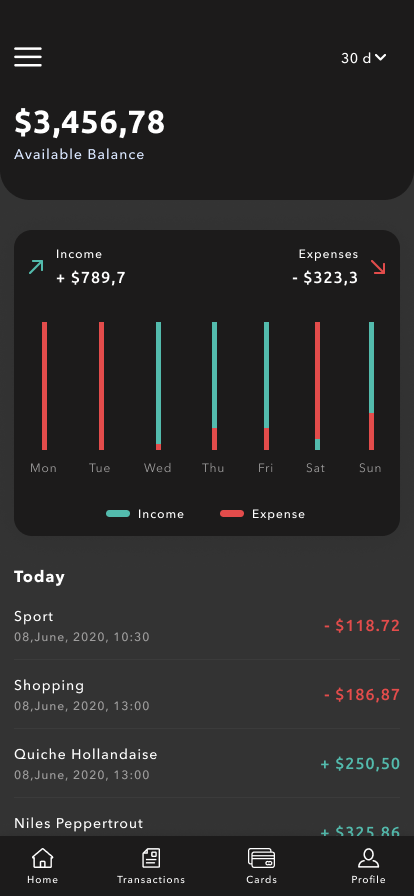 30 d
$3,456,78
Available Balance
Income
+ $789,7
Expenses
- $323,3
Mon Tue Wed Thu Fri Sat Sun
Income Expense
Today
Sport
- $118.72
08,June, 2020, 10:30
Shopping
- $186,87
08,June, 2020, 13:00
Quiche Hollandaise
+ $250,50
08,June, 2020, 13:00
Niles Peppertrout
+ $325,86
Home Transactions Cards Profile